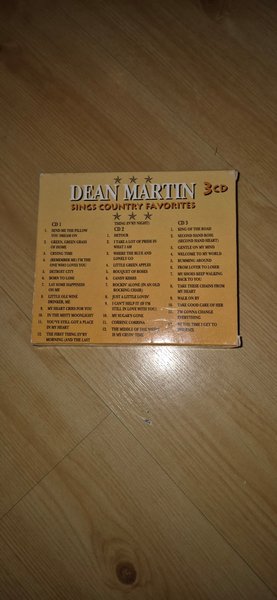 DEAN MARTIN
3CD
SINGS COUNTRY FAVORITES
CD 1
1. SEND ME THE PILLOW
YOU DREAM ON
2. GREEN, GREEN GRASS
OF HOME
3. CRYING TIME
4. (REMEMBER ME) I'M THE
ONE WHO LOVES YOU
5. DETROIT CITY
6. BORN TO LOSE
7. LAY SOME HAPPINESS
ON ME
8. LITTLE OLE WINE
DRINKER, ME
9. MY HEART CRIES FOR YOU
10. IN THE MISTY MOONLIGHT
11. YOU'VE STILL GOT A PLACE
IN MY HEART
12. THE FIRST THING EV'RY
MORNING (AND THE LAST
THING EV'RY NIGHT)
CD 2
1. DETOUR
2. I TAKE A LOT OF PRIDE IN
WHAT I AM
3. WHERE THE BLUE AND
LONELY GO
4. LITTLE GREEN APPLES
5. BOUQUET OF ROSES
6. CANDY KISSES
7. ROCKIN' ALONE (IN AN OLD
ROCKING CHAIR)
8. JUST A LITTLE LOVIN'
9. I CAN'T HELP IT (IF I'M
STILL IN LOVE WITH YOU)
10. MY SUGAR'S GONE
11. CORRINE CORRINA
12. THE MIDDLE OF THE NIGHT
IS MY CRYIN' TIME
CD 3
1. KING OF THE ROAD
2. SECOND HAND ROSE
(SECOND HAND HEART)
3. GENTLE ON MY MIND
4. WELCOME TO MY WORLD
5. BUMMING AROUND
6. FROM LOVER TO LOSER
7. MY SHOES KEEP WALKING
BACK TO YOU
8. TAKE THESE CHAINS FROM
MY HEART
9. WALK ON BY
10. TAKE GOOD CARE OF HER
11. I'M GONNA CHANGE
EVERYTHING
12. BY THE TIME I GET TO
PHOENIX